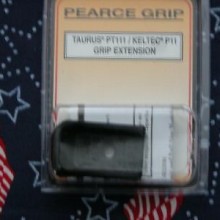 PEARCE GRIP
TAURUS® PT111 / KELTEC® P11
GRIP EXTENSION